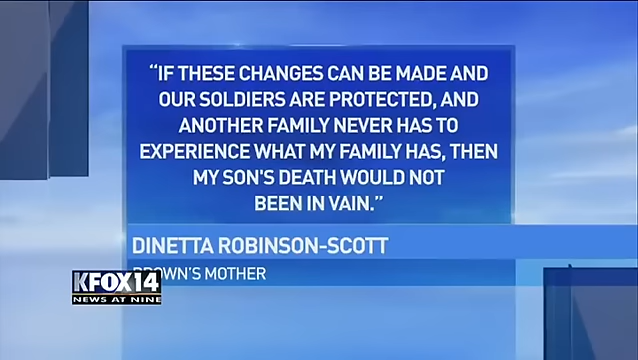 “IF THESE CHANGES CAN BE MADE AND
OUR SOLDIERS ARE PROTECTED, AND
ANOTHER FAMILY NEVER HAS TO
EXPERIENCE WHAT MY FAMILY HAS, THEN
MY SON'S DEATH WOULD NOT
BEEN IN VAIN.”
DINETTA ROBINSON-SCOTT
BROWN'S MOTHER
KFOX14
NEWS AT NINE